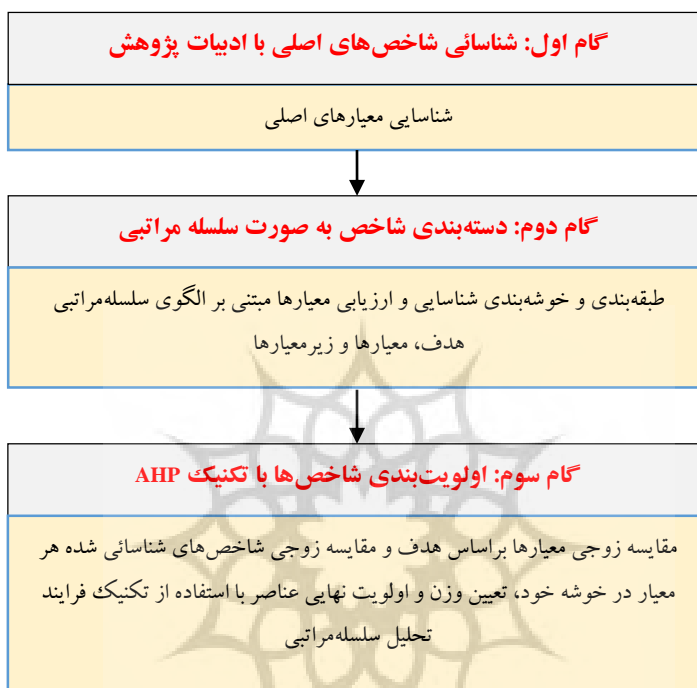 گام اول: شناسائی شاخص‌های اصلی با ادبیات پژوهش
شناسایی معیارهای اصلی
گام دوم: دسته‌بندی شاخص به صورت سلسله مراتبی
طبقه‌بندی و خوشه‌بندی شناسایی و ارزیابی معیارها مبتنی بر الگوی سلسله‌مراتبی
هدف، معیارها و زیرمعیارها
گام سوم: اولویت‌بندی شاخص‌ها با تکنیک AHP
مقایسه زوجی معیارها براساس هدف و مقایسه زوجی شاخص‌های شناسائی شده هر
معیار در خوشه خود، تعیین وزن و اولویت نهایی عناصر با استفاده از تکنیک فرایند
تحلیل سلسله‌مراتبی